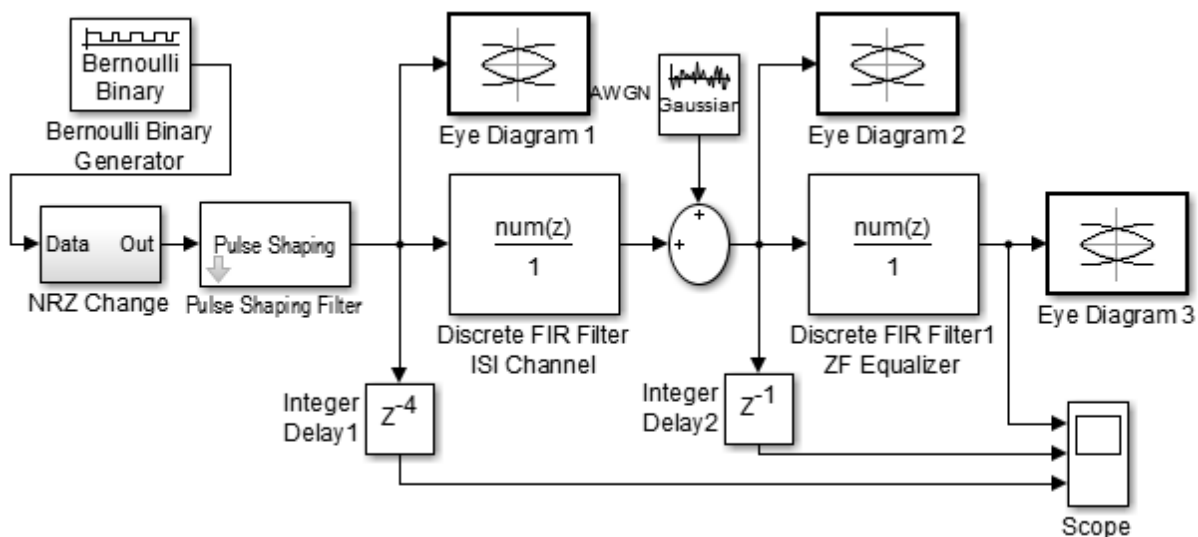 Bernoulli
Binary
Bernoulli Binary
Generator
Data Out
NRZ Change
Pulse Shaping
Pulse Shaping Filter
Eye Diagram 1
num(z)
1
Discrete FIR Filter
ISI Channel
Integer
Delay1
Z-4
AWGN
Gaussian
+
+
Eye Diagram 2
num(z)
1
Discrete FIR Filter1
ZF Equalizer
Integer
Delay2
Z-1
Eye Diagram 3
Scope